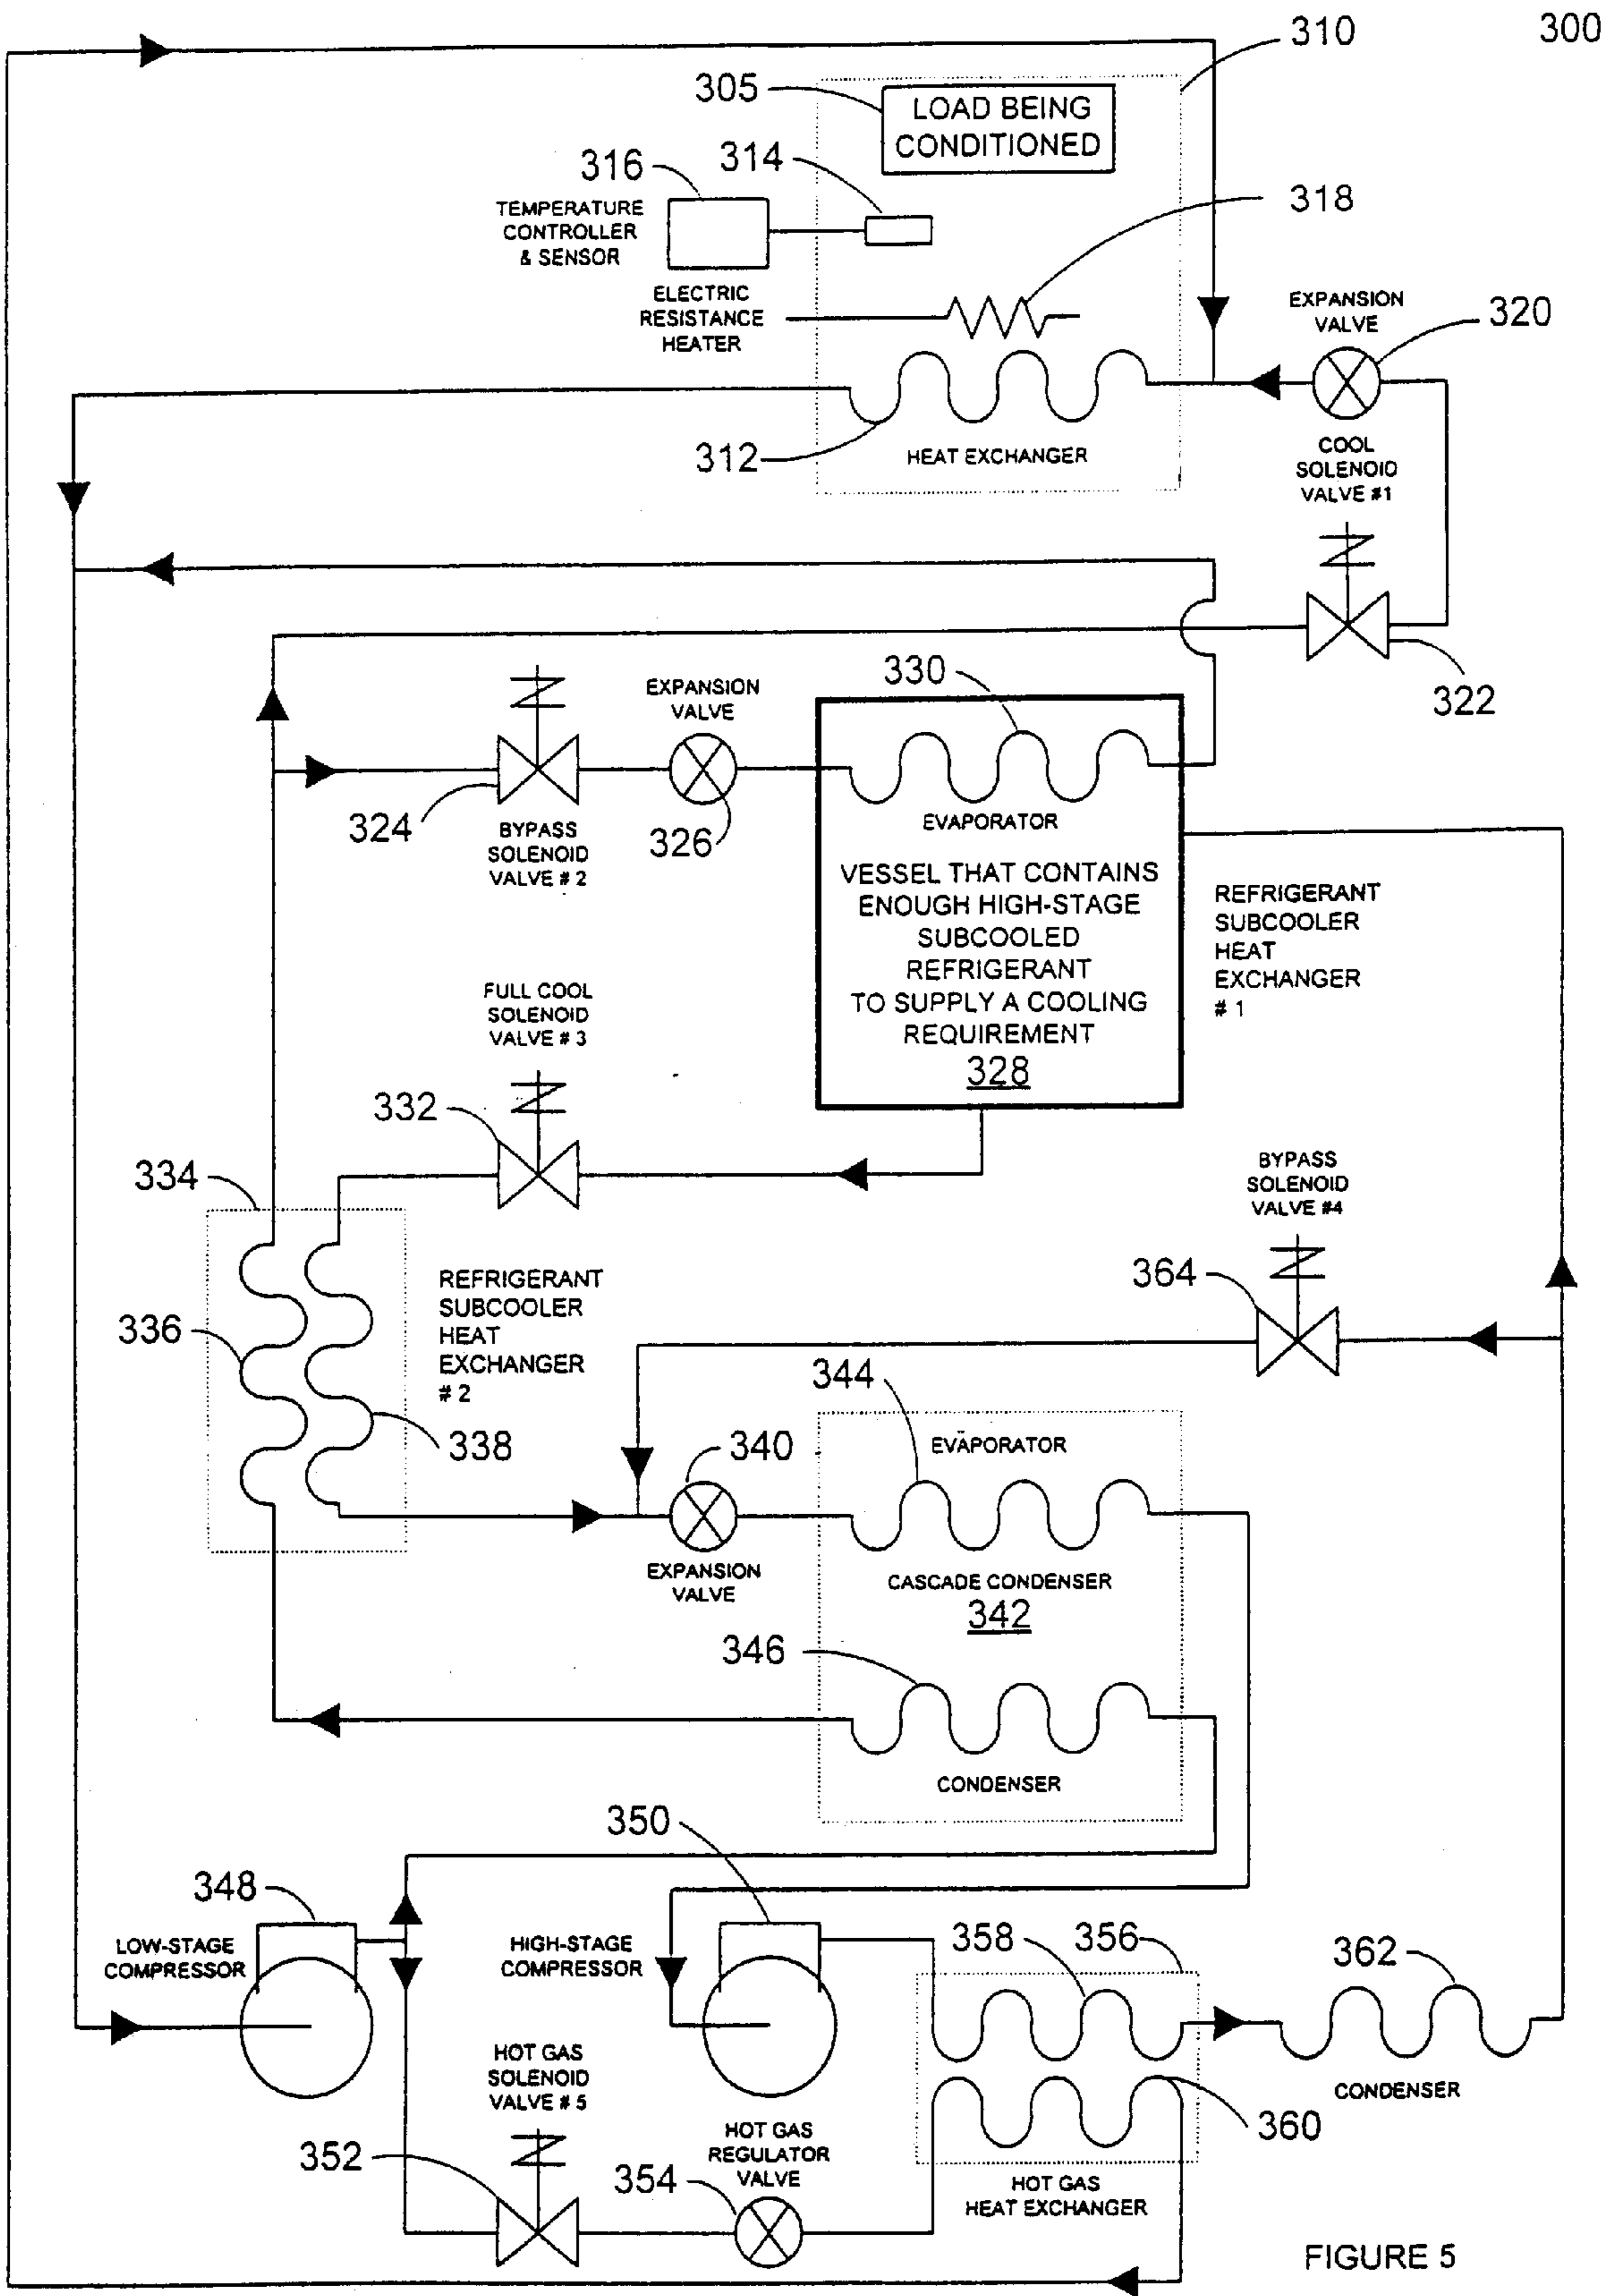 300
310
305
LOAD BEING
CONDITIONED
316
314
TEMPERATURE
CONTROLLER
& SENSOR
318
ELECTRIC
RESISTANCE
HEATER
EXPANSION
VALVE
320
312
HEAT EXCHANGER
COOL
SOLENOID
VALVE #1
322
330
EXPANSION
VALVE
324
BYPASS
SOLENOID
VALVE # 2
326
EVAPORATOR
VESSEL THAT CONTAINS
ENOUGH HIGH-STAGE
SUBCOOLED
REFRIGERANT
TO SUPPLY A COOLING
REQUIREMENT
328
REFRIGERANT
SUBCOOLER
HEAT
EXCHANGER
# 1
FULL COOL
SOLENOID
VALVE # 3
332
334
BYPASS
SOLENOID
VALVE #4
364
336
REFRIGERANT
SUBCOOLER
HEAT
EXCHANGER
# 2
338
344
340
EVAPORATOR
EXPANSION
VALVE
CASCADE CONDENSER
342
346
CONDENSER
350
348
LOW-STAGE
COMPRESSOR
HIGH-STAGE
COMPRESSOR
358
356
362
HOT GAS
SOLENOID
VALVE # 5
CONDENSER
352
HOT GAS
REGULATOR
VALVE
354
360
HOT GAS
HEAT EXCHANGER
FIGURE 5